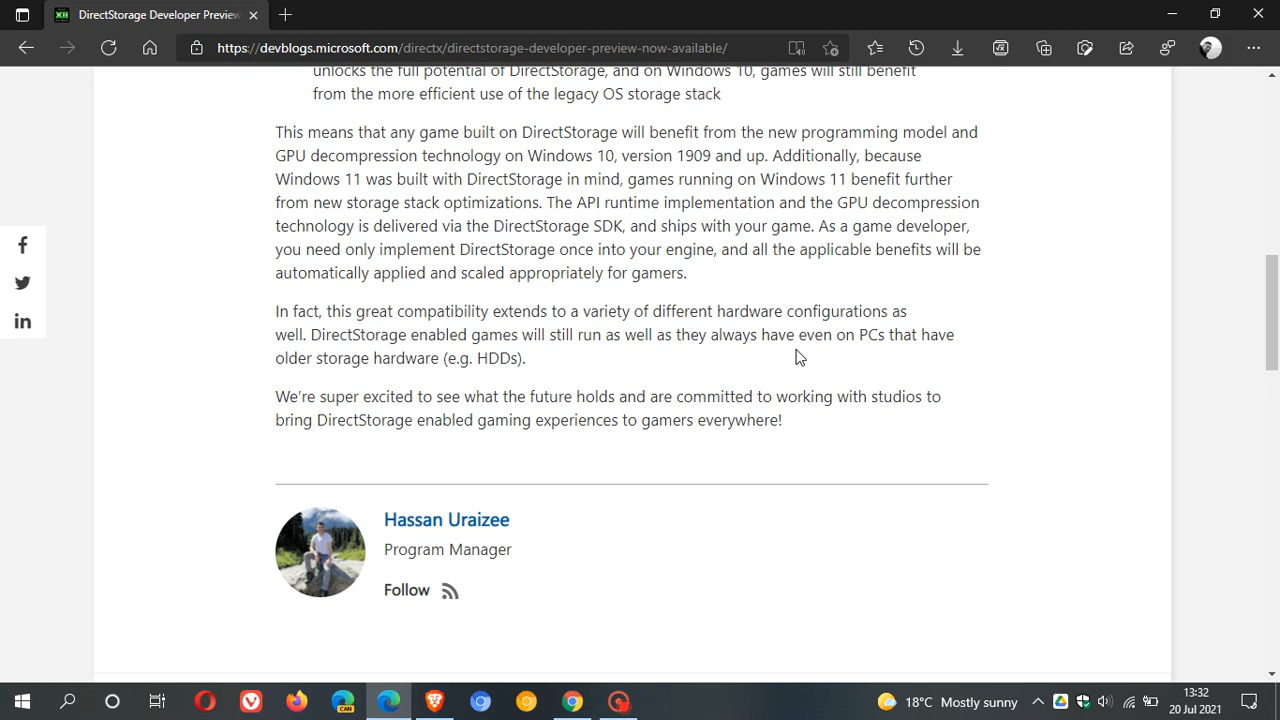 DirectStorage Developer Preview
https://devblogs.microsoft.com/directx/directstorage-developer-preview-now-available/
unlocks the full potential of DirectStorage, and on Windows 10, games will still benefit
from the more efficient use of the legacy OS storage stack
This means that any game built on DirectStorage will benefit from the new programming model and
GPU decompression technology on Windows 10, version 1909 and up. Additionally, because
Windows 11 was built with DirectStorage in mind, games running on Windows 11 benefit further
from new storage stack optimizations. The API runtime implementation and the GPU decompression
technology is delivered via the DirectStorage SDK, and ships with your game. As a game developer,
you need only implement DirectStorage once into your engine, and all the applicable benefits will be
automatically applied and scaled appropriately for gamers.
In fact, this great compatibility extends to a variety of different hardware configurations as
well. DirectStorage enabled games will still run as well as they always have even on PCs that have
older storage hardware (e.g. HDDs).
We're super excited to see what the future holds and are committed to working with studios to
bring DirectStorage enabled gaming experiences to gamers everywhere!
Hassan Uraizee
Program Manager
Follow
CAN
18°C Mostly sunny
13:32
20 Jul 2021